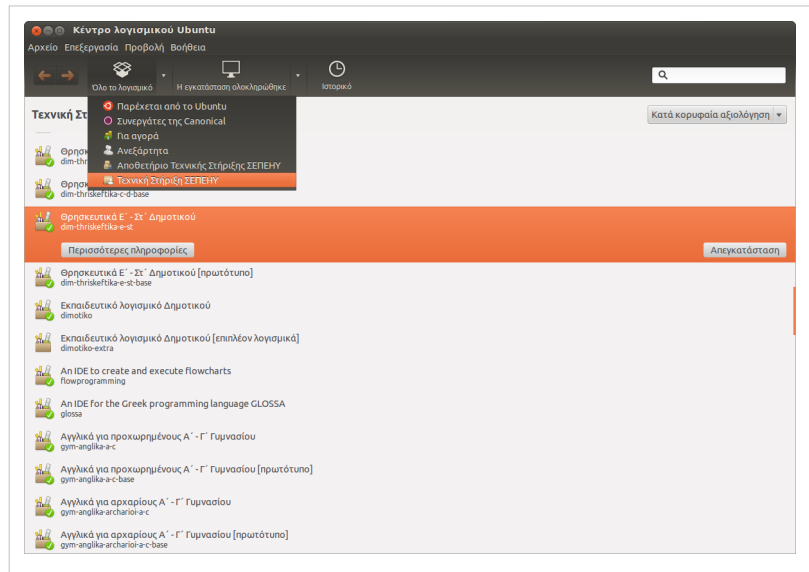 Κέντρο λογισμικού Ubuntu
Αρχείο Επεξεργασία Προβολή Βοήθεια
Όλο το λογισμικό
Η εγκατάσταση ολοκληρώθηκε
Ιστορικό
Παρέχεται από το Ubuntu
Συνεργάτες της Canonical
Για αγορά
Ανεξάρτητα
Αποθετήριο Τεχνικής Στήριξης ΣΕΠΕΗΥ
Τεχνική Στήριξη ΣΕΠΕΗΥ
Τεχνική Στ
Κατά κορυφαία αξιολόγηση
Θρησκ
dim-thr
Θρησκ
dim-thriskeftika-c-d-base
Θρησκευτικά Ε΄ - Στ΄ Δημοτικού
dim-thriskeftika-e-st
Περισσότερες πληροφορίες
Απεγκατάσταση
Θρησκευτικά Ε΄ - Στ΄ Δημοτικού [πρωτότυπο]
dim-thriskeftika-e-st-base
Εκπαιδευτικό λογισμικό Δημοτικού
dimotiko
Εκπαιδευτικό λογισμικό Δημοτικού [επιπλέον λογισμικά]
dimotiko-extra
An IDE to create and execute flowcharts
flowprogramming
An IDE for the Greek programming language GLOSSA
glossa
Αγγλικά για προχωρημένους Α΄ - Γ΄ Γυμνασίου
gym-anglika-a-c
Αγγλικά για προχωρημένους Α΄ - Γ΄ Γυμνασίου [πρωτότυπο]
gym-anglika-a-c-base
Αγγλικά για αρχαρίους Α΄ - Γ΄ Γυμνασίου
gym-anglika-archarioi-a-c
Αγγλικά για αρχαρίους Α΄ - Γ΄ Γυμνασίου [πρωτότυπο]
gym-anglika-archarioi-a-c-base